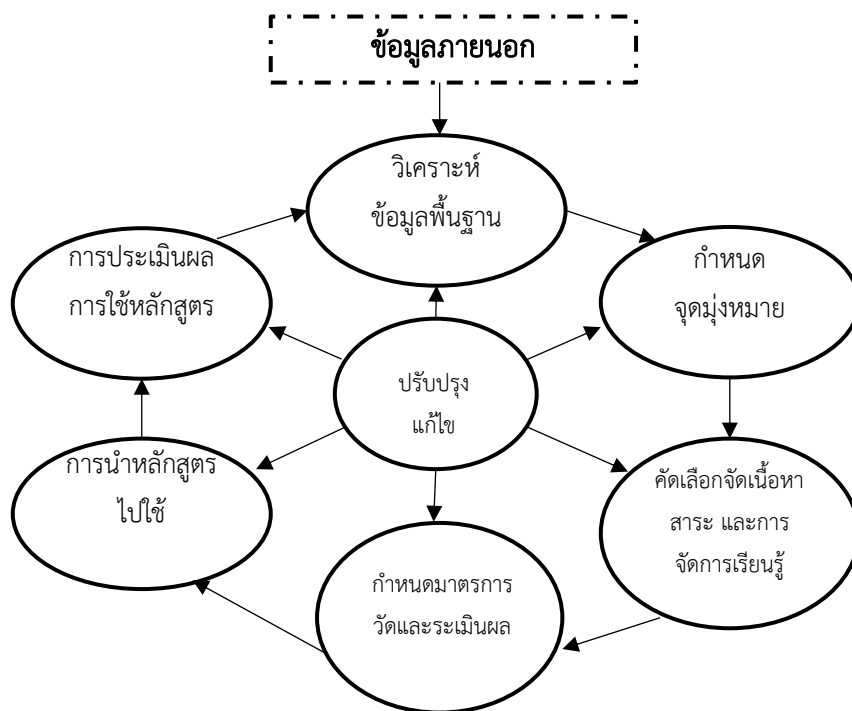 ข้อมูลภายนอก
วิเคราะห์
ข้อมูลพื้นฐาน
การประเมินผล
การใช้หลักสูตร
กำหนด
จุดมุ่งหมาย
ปรับปรุง
แก้ไข
การนำหลักสูตร
ไปใช้
คัดเลือกจัดเนื้อหา
สาระ และการ
จัดการเรียนรู้
กำหนดมาตรการ
วัดและระเมินผล